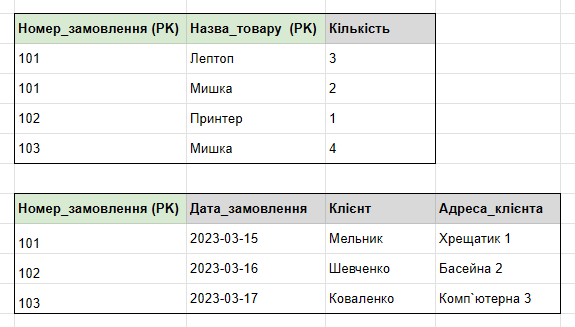 Номер_замовлення (PK) Назва_товару (PK) Кількість
101 Лептоп 3
101 Мишка 2
102 Принтер 1
103 Мишка 4
Номер_замовлення (PK) Дата_замовлення Клієнт Адреса_клієнта
101 2023-03-15 Мельник Хрещатик 1
102 2023-03-16 Шевченко Басейна 2
103 2023-03-17 Коваленко Комп`ютерна 3